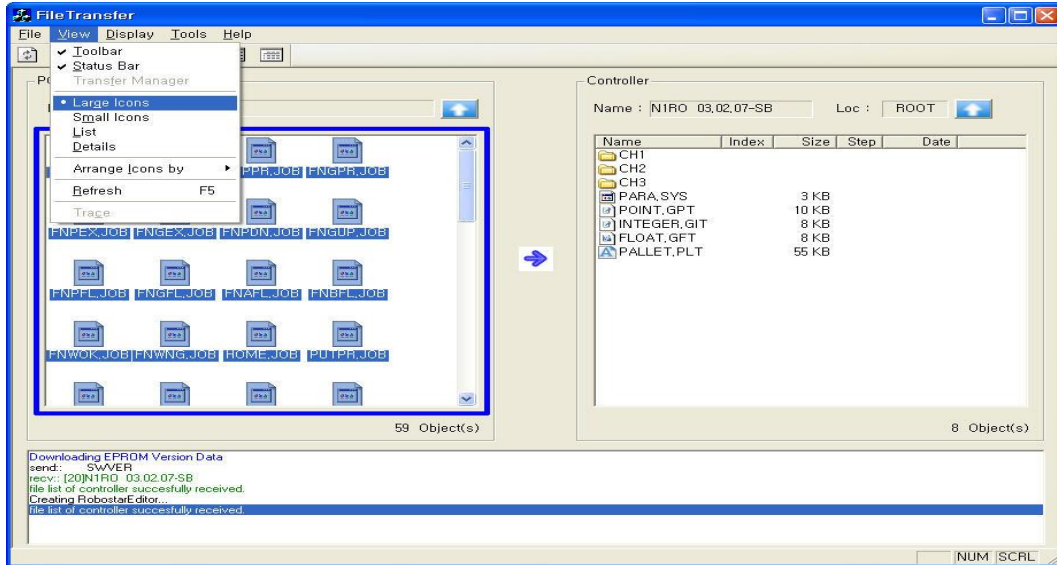 FileTransfer
File View Display Tools Help
Toolbar
Status Bar
Transfer Manager
Large Icons
Small Icons
List
Details
Arrange Icons by
Refresh F5
Trace
Controller
Name : N1RO 03.02.07-SB Loc : ROOT
Name Index Size Step Date
CH1
CH2
CH3
PARA.SYS 3 KB
POINT.GPT 10 KB
INTEGER.GIT 8 KB
FLOAT.GFT 8 KB
PALLET.PLT 55 KB
FNGPR.JOB
FNPEX.JOB FNGEX.JOB FNPDN.JOB FNGUP.JOB
FNPFL.JOB FNGFL.JOB FNAFL.JOB FNBFL.JOB
FNWOK.JOB FNWNG.JOB HOME.JOB PUTPR.JOB
59 Object(s)
8 Object(s)
Downloading EPROM Version Data
send:: SWVER
recv:: [20]N1RO 03.02.07-SB
file list of controller succesfully received.
Creating RobostarEditor...
file list of controller succesfully received.
NUM SCRL